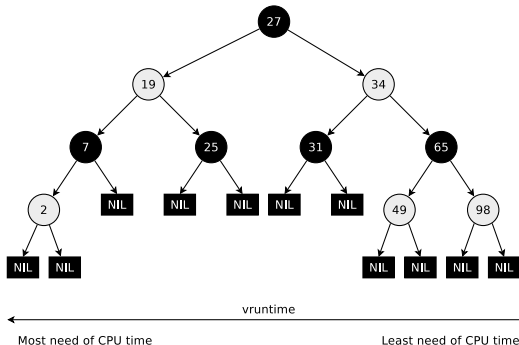 27
19 34
7 25 31 65
2 NIL NIL NIL NIL NIL 49 98
NIL NIL NIL NIL NIL NIL
vruntime
Most need of CPU time Least need of CPU time